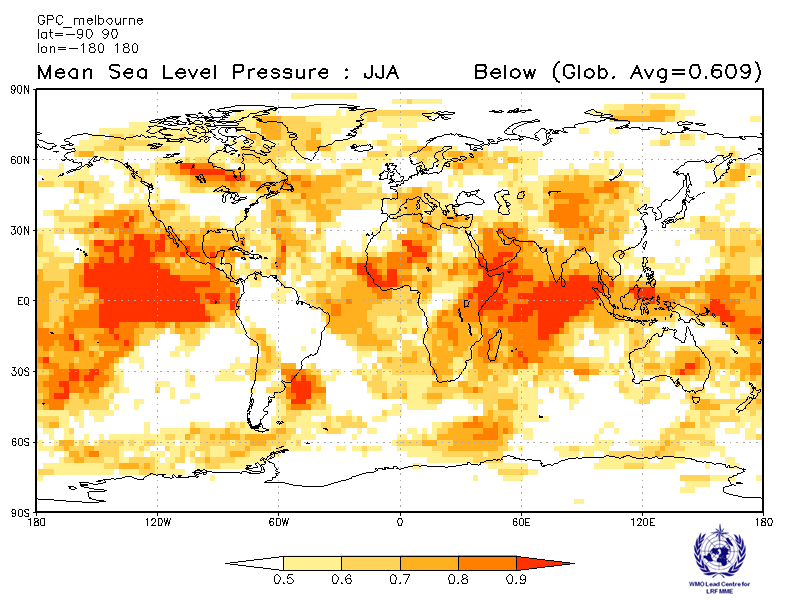 GPC_melbourne
lat=-90 90
lon=-180 180
Mean Sea Level Pressure : JJA Below (Glob. Avg=0.609)
90N
60N
30N
EQ
30S
60S
90S
180 120W 60W 0 60E 120E 180
0.5 0.6 0.7 0.8 0.9
WMO Lead Centre for
LRF MME